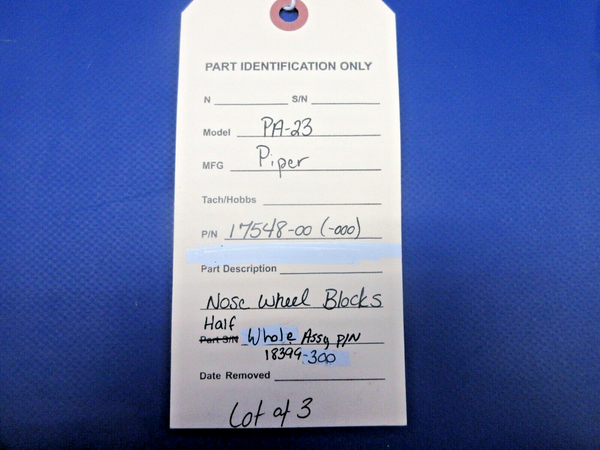 PART IDENTIFICATION ONLY
N S/N
Model PA-23
MFG Piper
Tach/Hobbs
P/N 17548-00 (-000)
Part Description
Nose Wheel Blocks
Half
Part S/N Whole Assy P/N
18399-300
Date Removed
Lot of 3